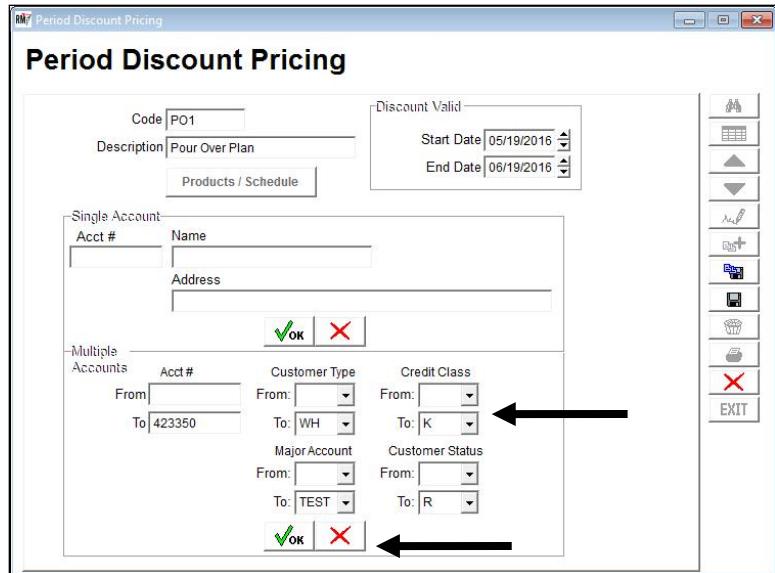 RMV Period Discount Pricing
Period Discount Pricing
Code PO1
Description Pour Over Plan
Products / Schedule
Discount Valid
Start Date 05/19/2016
End Date 06/19/2016
Single Account
Acct # Name
Address
OK
Multiple
Accounts Acct # Customer Type Credit Class
From From: From:
To 423350 To: WH To: K
Major Account Customer Status
From: From:
To: TEST To: R
OK
EXIT